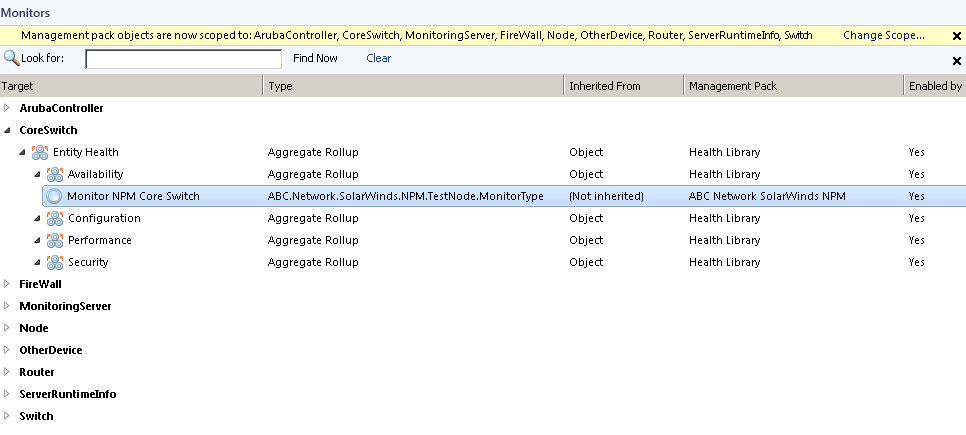 Monitors
Management pack objects are now scoped to: ArubaController, CoreSwitch, MonitoringServer, FireWall, Node, OtherDevice, Router, ServerRuntimeInfo, Switch Change Scope...
Look for: Find Now Clear
Target Type Inherited From Management Pack Enabled by
ArubaController
CoreSwitch
Entity Health Aggregate Rollup Object Health Library Yes
Availability Aggregate Rollup Object Health Library Yes
Monitor NPM Core Switch ABC.Network.SolarWinds.NPM.TestNode.MonitorType (Not inherited) ABC Network SolarWinds NPM Yes
Configuration Aggregate Rollup Object Health Library Yes
Performance Aggregate Rollup Object Health Library Yes
Security Aggregate Rollup Object Health Library Yes
FireWall
MonitoringServer
Node
OtherDevice
Router
ServerRuntimeInfo
Switch